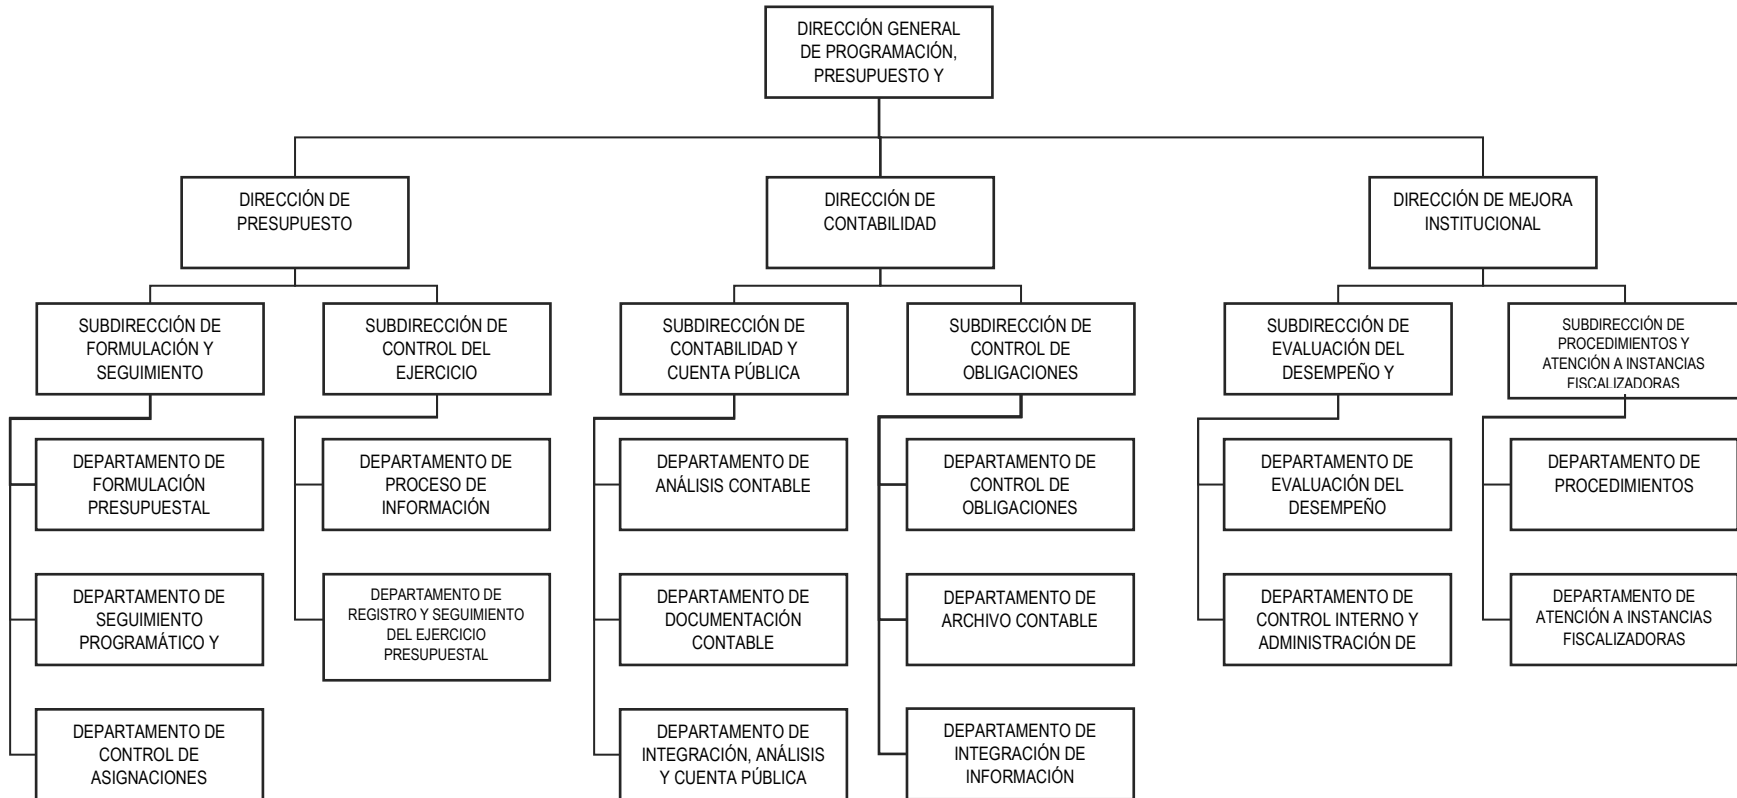 DIRECCIÓN GENERAL
DE PROGRAMACIÓN,
PRESUPUESTO Y
DIRECCIÓN DE
PRESUPUESTO
DIRECCIÓN DE
CONTABILIDAD
DIRECCIÓN DE MEJORA
INSTITUCIONAL
SUBDIRECCIÓN DE
FORMULACIÓN Y
SEGUIMIENTO
SUBDIRECCIÓN DE
CONTROL DEL
EJERCICIO
SUBDIRECCIÓN DE
CONTABILIDAD Y
CUENTA PÚBLICA
SUBDIRECCIÓN DE
CONTROL DE
OBLIGACIONES
SUBDIRECCIÓN DE
EVALUACIÓN DEL
DESEMPEÑO Y
SUBDIRECCIÓN DE
PROCEDIMIENTOS Y
ATENCIÓN A INSTANCIAS
FISCALIZADORAS
DEPARTAMENTO DE
FORMULACIÓN
PRESUPUESTAL
DEPARTAMENTO DE
PROCESO DE
INFORMACIÓN
DEPARTAMENTO DE
ANÁLISIS CONTABLE
DEPARTAMENTO DE
CONTROL DE
OBLIGACIONES
DEPARTAMENTO DE
EVALUACIÓN DEL
DESEMPEÑO
DEPARTAMENTO DE
PROCEDIMIENTOS
DEPARTAMENTO DE
SEGUIMIENTO
PROGRAMÁTICO Y
DEPARTAMENTO DE
REGISTRO Y SEGUIMIENTO
DEL EJERCICIO
PRESUPUESTAL
DEPARTAMENTO DE
DOCUMENTACIÓN
CONTABLE
DEPARTAMENTO DE
ARCHIVO CONTABLE
DEPARTAMENTO DE
CONTROL INTERNO Y
ADMINISTRACIÓN DE
DEPARTAMENTO DE
ATENCIÓN A INSTANCIAS
FISCALIZADORAS
DEPARTAMENTO DE
CONTROL DE
ASIGNACIONES
DEPARTAMENTO DE
INTEGRACIÓN, ANÁLISIS
Y CUENTA PÚBLICA
DEPARTAMENTO DE
INTEGRACIÓN DE
INFORMACIÓN